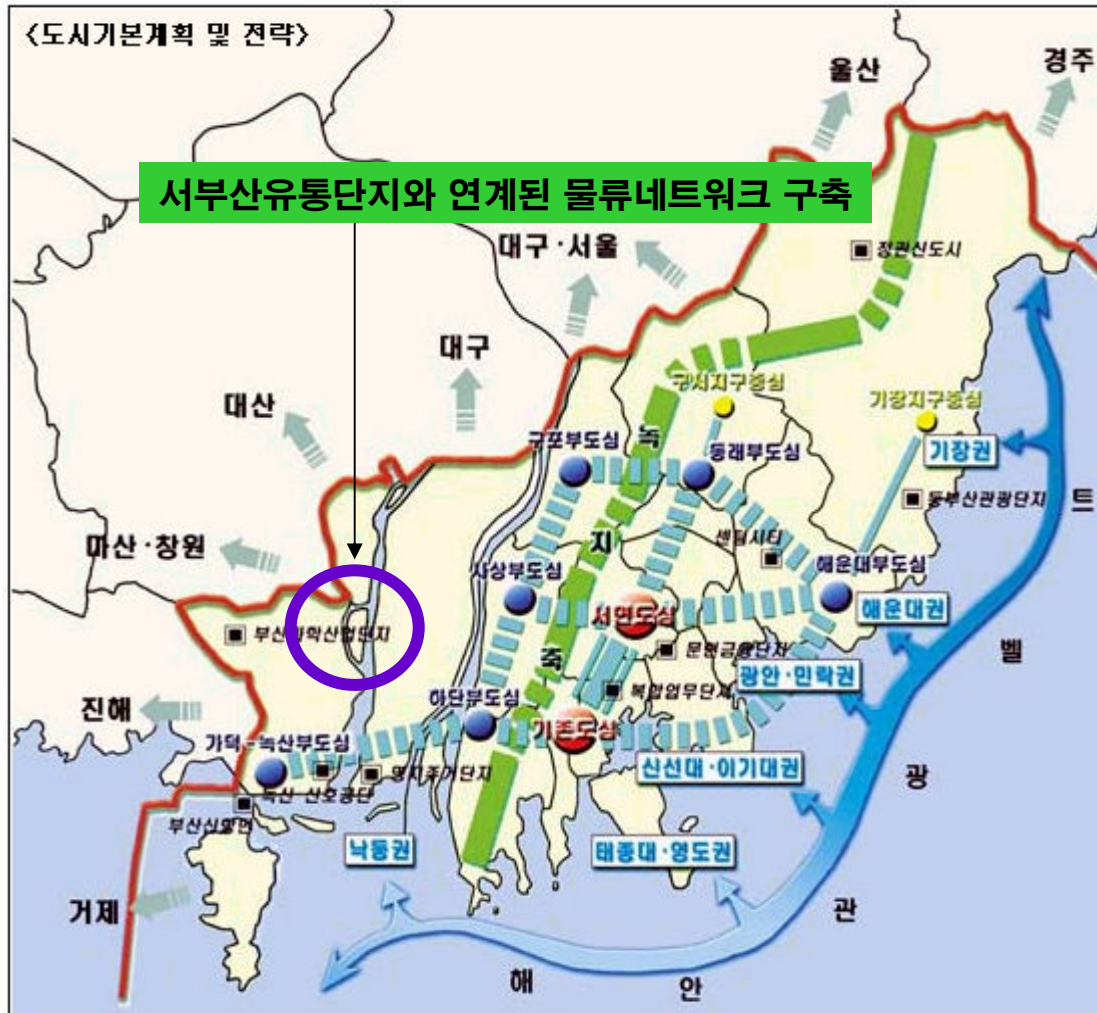 <도시기본계획 및 전략>
울산
경주
서부산유통단지와 연계된 물류네트워크 구축
대구·서울
정관신도시
대구
구서지구중심
기장지구중심
대산
녹
구포부도심
동래부도심
기장권
동부산관광단지
트
마산·창원
지
센텀시티
사상부도심
해운대부도심
서면도심
해운대권
부산과학산업단지
문현금융단지
벨
축
광안·민락권
복합업무단지
진해
하단부도심
기존도심
가덕-녹산부도심
신선대·이기대권
광
명지주거단지
녹산-산호공단
부산신항만
낙동권
태종대·영도권
거제
관
해
안